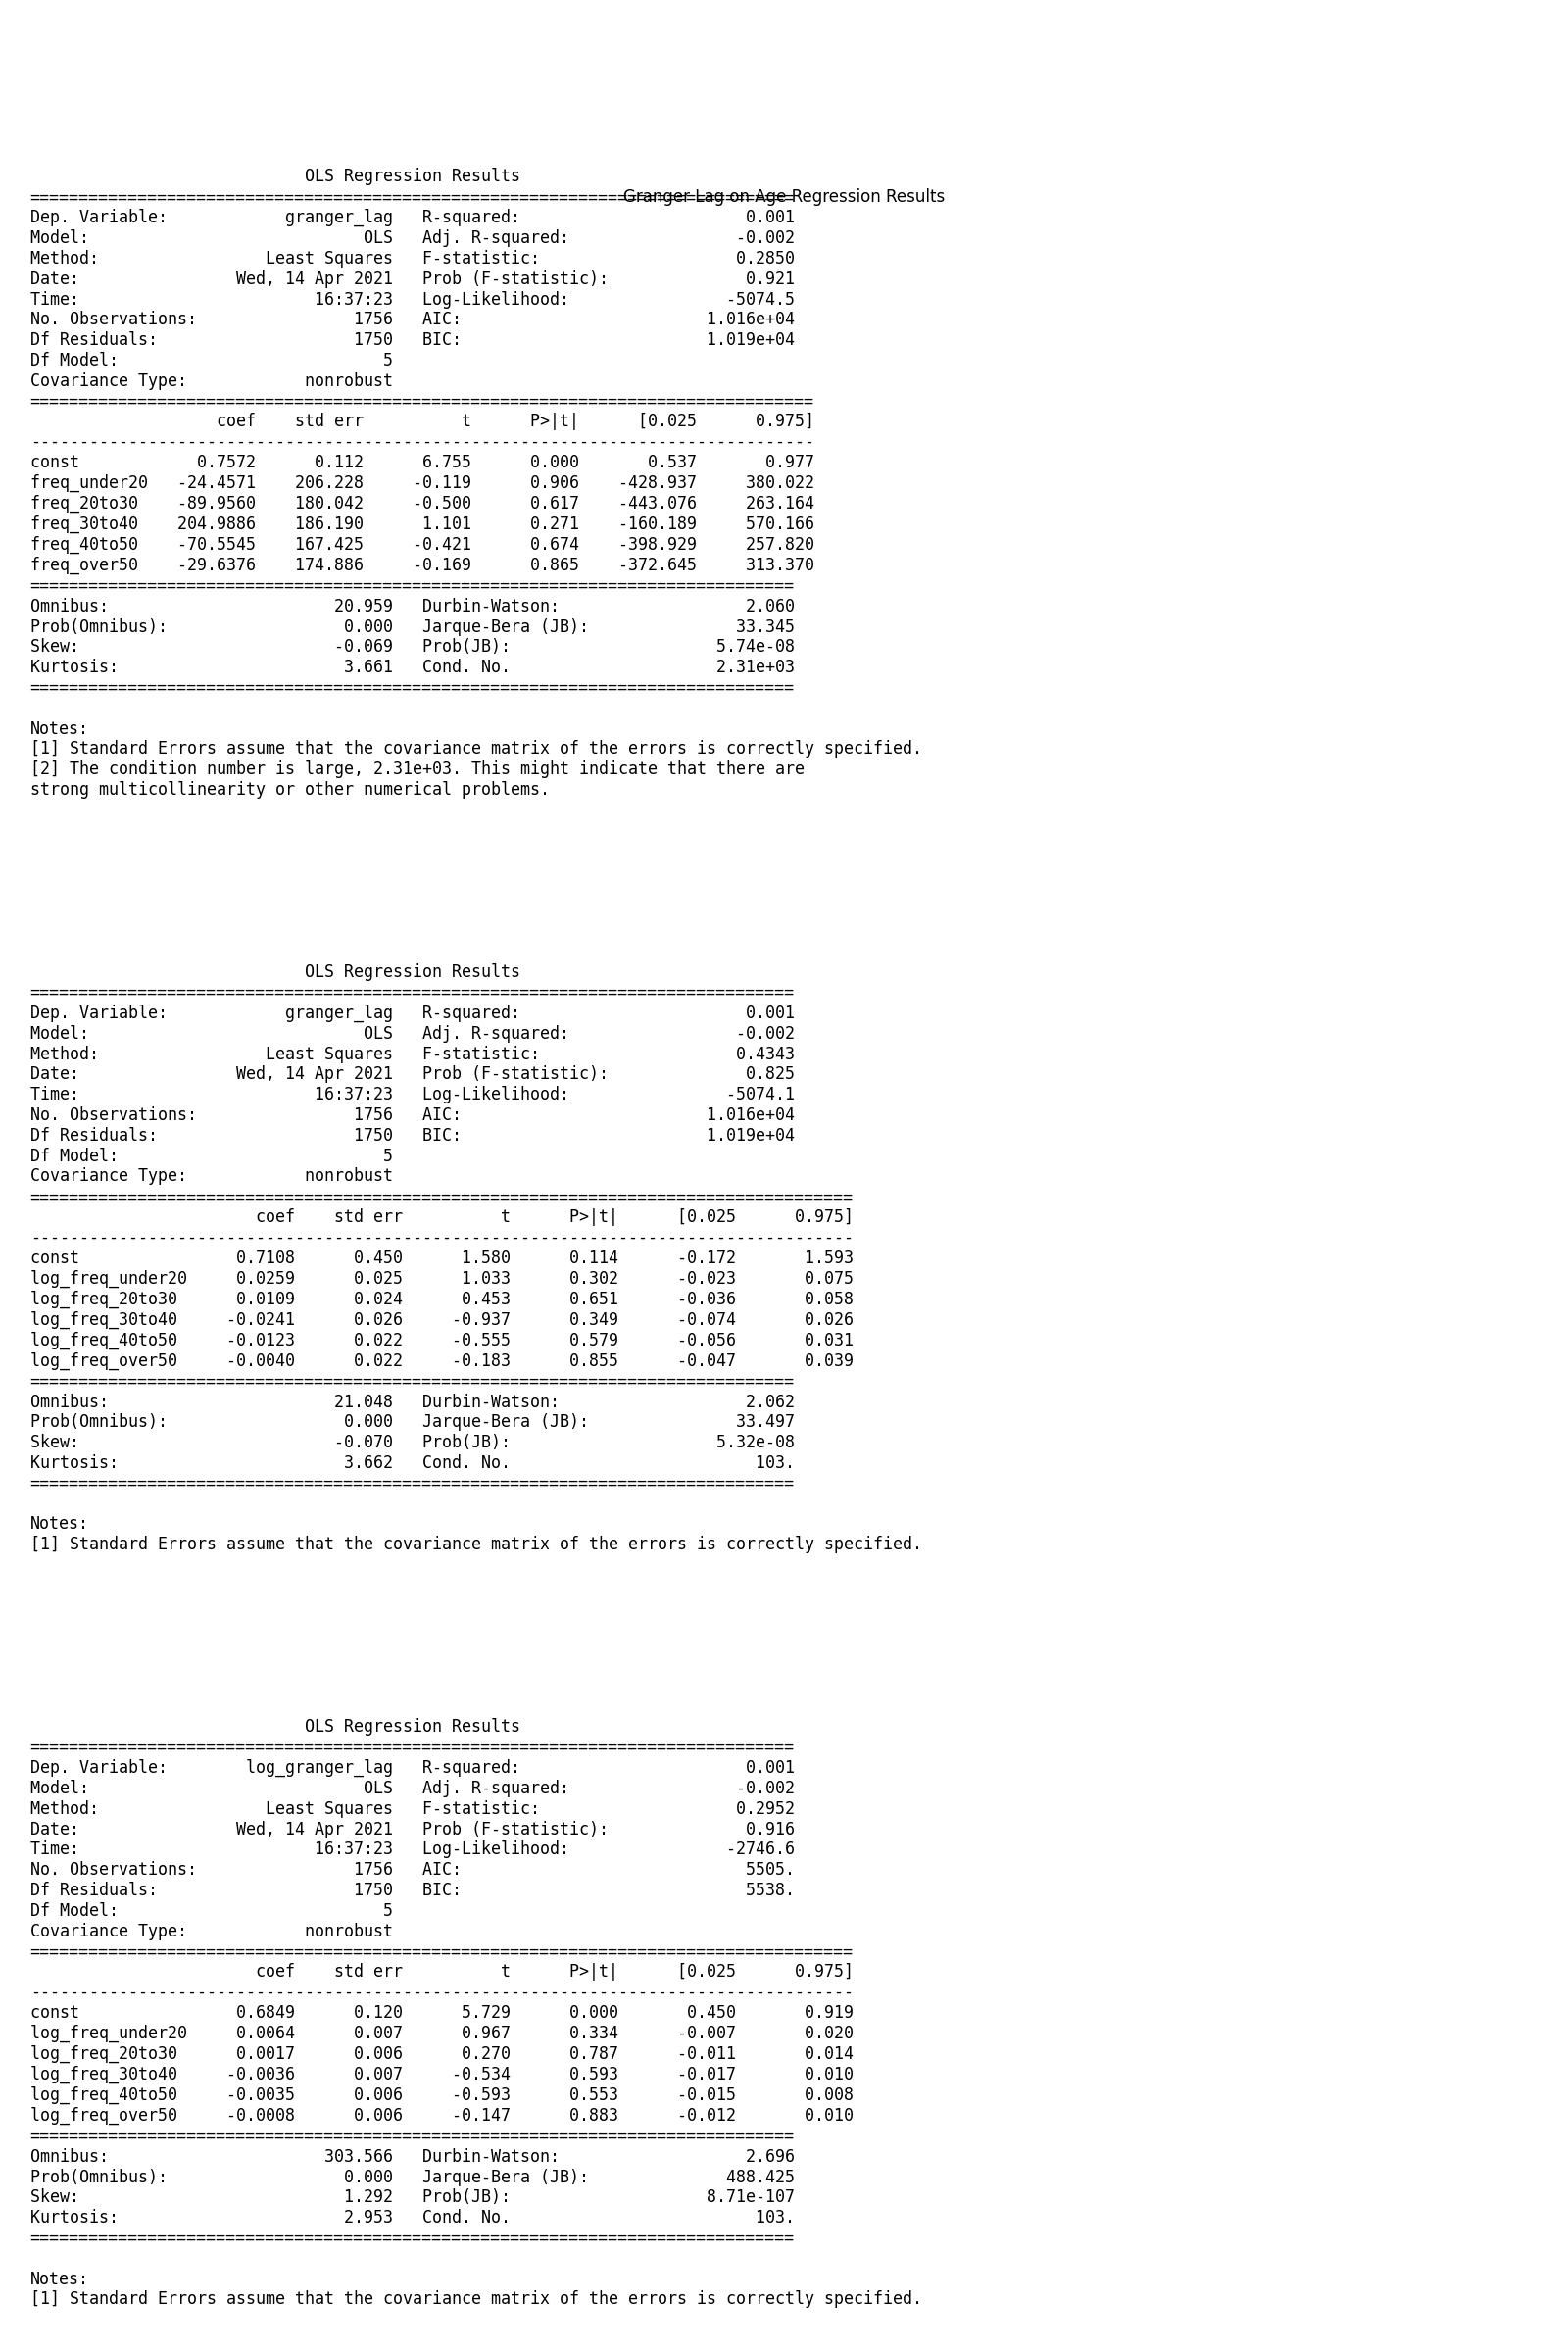 OLS Regression Results
==============================================================================
Granger Lag on Age Regression Results
Dep. Variable:            granger_lag   R-squared:                       0.001
Model:                            OLS   Adj. R-squared:                 -0.002
Method:                 Least Squares   F-statistic:                    0.2850
Date:                Wed, 14 Apr 2021   Prob (F-statistic):              0.921
Time:                        16:37:23   Log-Likelihood:                -5074.5
No. Observations:                1756   AIC:                         1.016e+04
Df Residuals:                    1750   BIC:                         1.019e+04
Df Model:                           5
Covariance Type:            nonrobust
================================================================================
                   coef    std err          t      P>|t|      [0.025      0.975]
--------------------------------------------------------------------------------
const            0.7572      0.112      6.755      0.000       0.537       0.977
freq_under20   -24.4571    206.228     -0.119      0.906    -428.937     380.022
freq_20to30    -89.9560    180.042     -0.500      0.617    -443.076     263.164
freq_30to40    204.9886    186.190      1.101      0.271    -160.189     570.166
freq_40to50    -70.5545    167.425     -0.421      0.674    -398.929     257.820
freq_over50    -29.6376    174.886     -0.169      0.865    -372.645     313.370
==============================================================================
Omnibus:                       20.959   Durbin-Watson:                   2.060
Prob(Omnibus):                  0.000   Jarque-Bera (JB):               33.345
Skew:                          -0.069   Prob(JB):                     5.74e-08
Kurtosis:                       3.661   Cond. No.                     2.31e+03
==============================================================================
Notes:
[1] Standard Errors assume that the covariance matrix of the errors is correctly specified.
[2] The condition number is large, 2.31e+03. This might indicate that there are
strong multicollinearity or other numerical problems.
                            OLS Regression Results
==============================================================================
Dep. Variable:            granger_lag   R-squared:                       0.001
Model:                            OLS   Adj. R-squared:                 -0.002
Method:                 Least Squares   F-statistic:                    0.4343
Date:                Wed, 14 Apr 2021   Prob (F-statistic):              0.825
Time:                        16:37:23   Log-Likelihood:                -5074.1
No. Observations:                1756   AIC:                         1.016e+04
Df Residuals:                    1750   BIC:                         1.019e+04
Df Model:                           5
Covariance Type:            nonrobust
====================================================================================
                       coef    std err          t      P>|t|      [0.025      0.975]
------------------------------------------------------------------------------------
const                0.7108      0.450      1.580      0.114      -0.172       1.593
log_freq_under20     0.0259      0.025      1.033      0.302      -0.023       0.075
log_freq_20to30      0.0109      0.024      0.453      0.651      -0.036       0.058
log_freq_30to40     -0.0241      0.026     -0.937      0.349      -0.074       0.026
log_freq_40to50     -0.0123      0.022     -0.555      0.579      -0.056       0.031
log_freq_over50     -0.0040      0.022     -0.183      0.855      -0.047       0.039
==============================================================================
Omnibus:                       21.048   Durbin-Watson:                   2.062
Prob(Omnibus):                  0.000   Jarque-Bera (JB):               33.497
Skew:                          -0.070   Prob(JB):                     5.32e-08
Kurtosis:                       3.662   Cond. No.                         103.
==============================================================================
Notes:
[1] Standard Errors assume that the covariance matrix of the errors is correctly specified.
                            OLS Regression Results
==============================================================================
Dep. Variable:        log_granger_lag   R-squared:                       0.001
Model:                            OLS   Adj. R-squared:                 -0.002
Method:                 Least Squares   F-statistic:                    0.2952
Date:                Wed, 14 Apr 2021   Prob (F-statistic):              0.916
Time:                        16:37:23   Log-Likelihood:                -2746.6
No. Observations:                1756   AIC:                             5505.
Df Residuals:                    1750   BIC:                             5538.
Df Model:                           5
Covariance Type:            nonrobust
====================================================================================
                       coef    std err          t      P>|t|      [0.025      0.975]
------------------------------------------------------------------------------------
const                0.6849      0.120      5.729      0.000       0.450       0.919
log_freq_under20     0.0064      0.007      0.967      0.334      -0.007       0.020
log_freq_20to30      0.0017      0.006      0.270      0.787      -0.011       0.014
log_freq_30to40     -0.0036      0.007     -0.534      0.593      -0.017       0.010
log_freq_40to50     -0.0035      0.006     -0.593      0.553      -0.015       0.008
log_freq_over50     -0.0008      0.006     -0.147      0.883      -0.012       0.010
==============================================================================
Omnibus:                      303.566   Durbin-Watson:                   2.696
Prob(Omnibus):                  0.000   Jarque-Bera (JB):              488.425
Skew:                           1.292   Prob(JB):                    8.71e-107
Kurtosis:                       2.953   Cond. No.                         103.
==============================================================================
Notes:
[1] Standard Errors assume that the covariance matrix of the errors is correctly specified.